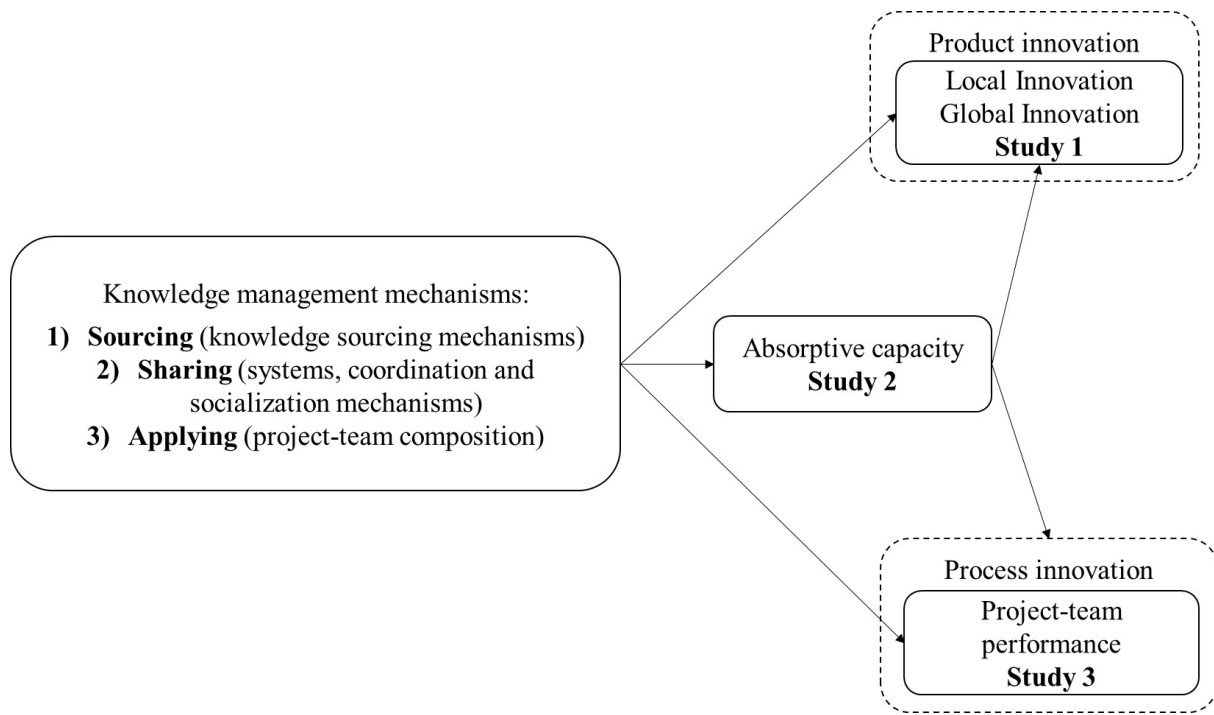 Product innovation
Local Innovation
Global Innovation
Study 1
Knowledge management mechanisms:
1) Sourcing (knowledge sourcing mechanisms)
2) Sharing (systems, coordination and
socialization mechanisms)
3) Applying (project-team composition)
Absorptive capacity
Study 2
Process innovation
Project-team
performance
Study 3